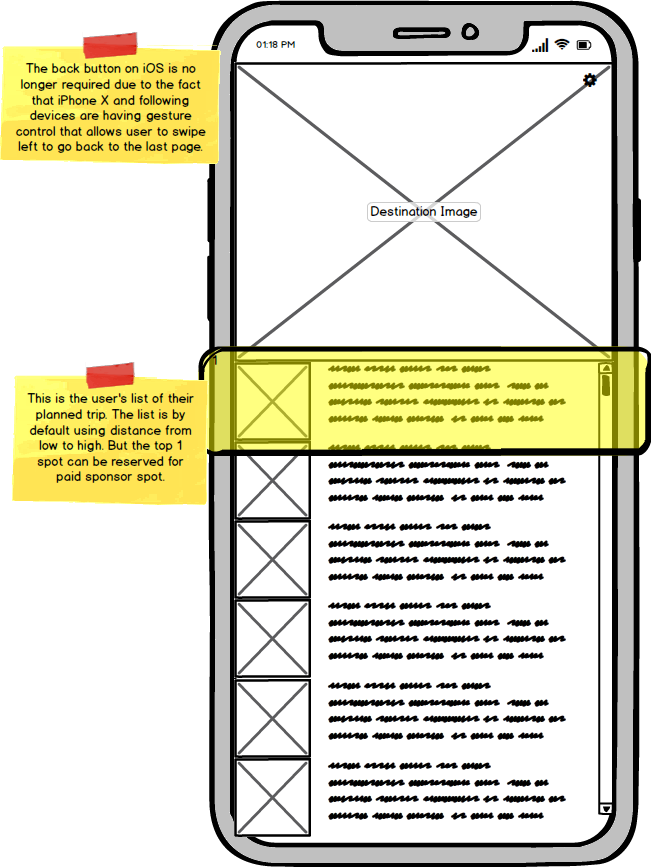 01:18 PM
The back button on iOS is no
longer required due to the fact
that iPhone X and following
devices are having gesture
control that allows user to swipe
left to go back to the last page.
Destination Image
1
This is the user's list of their
planned trip. The list is by
default using distance from
low to high. But the top 1
spot can be reserved for
paid sponsor spot.